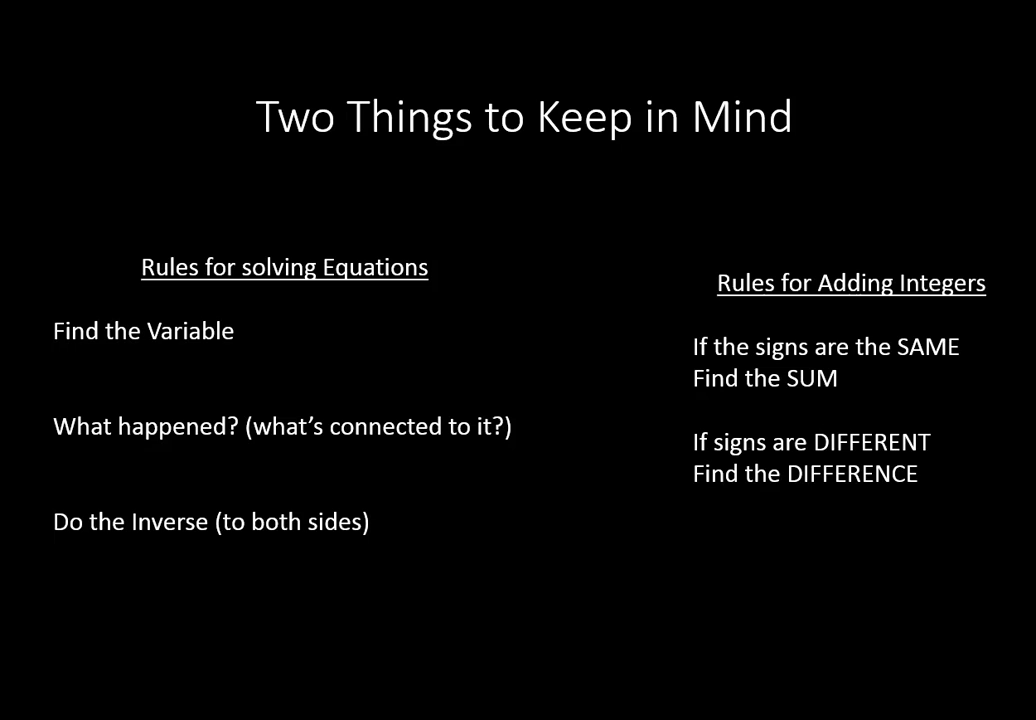 Two Things to Keep in Mind
Rules for solving Equations
Find the Variable
What happened? (what’s connected to it?)
Do the Inverse (to both sides)
Rules for Adding Integers
If the signs are the SAME
Find the SUM
If signs are DIFFERENT
Find the DIFFERENCE